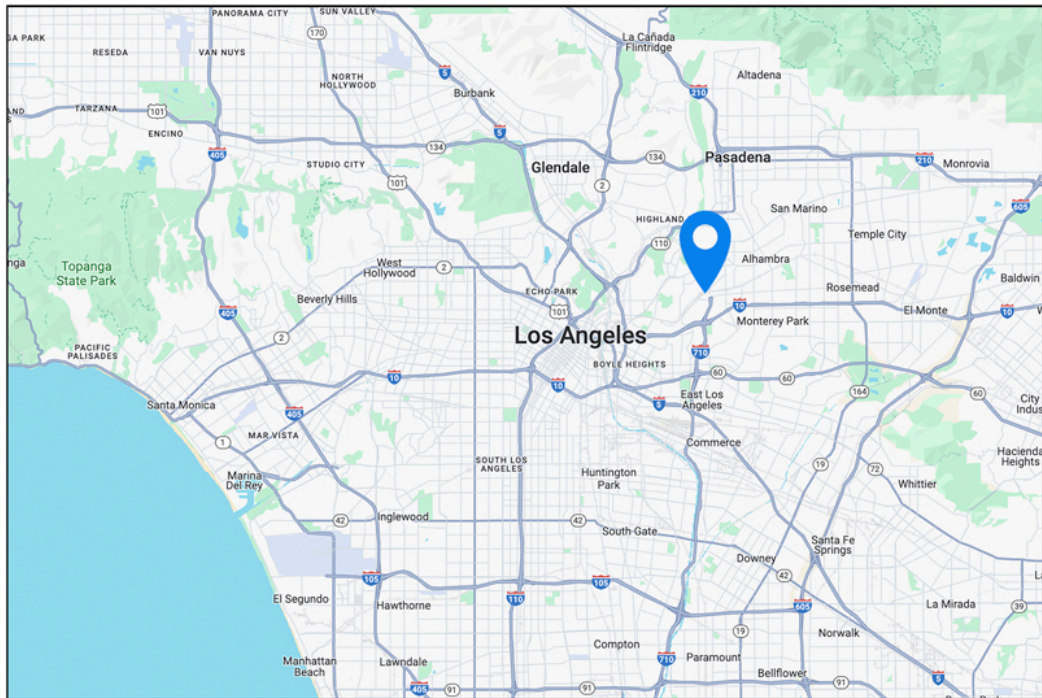 PANORAMA CITY
SUN VALLEY
GA PARK
RESEDA
VAN NUYS
170
La Cañada
Flintridge
5
Burbank
NORTH
HOLLYWOOD
210
Altadena
TARZANA
101
ENCINO
405
134
5
STUDIO CITY
101
Glendale
134
2
Pasadena
210
Monrovia
605
HIGHLAND
110
San Marino
Temple City
Topanga
State Park
nga
West
Hollywood
2
Alhambra
Baldwin
Beverly Hills
405
ECHO PARK
101
Rosemead
El Monte
10
10
Los Angeles
Monterey Park
2
PACIFIC
PALISADES
BOYLE HEIGHTS
710
60
60
60
10
10
Santa Monica
405
5
East Los
Angeles
164
City
Indus
1
MAR VISTA
Commerce
Hacienda
Heights
SOUTH LOS
ANGELES
Huntington
Park
19
72
Whittier
Marina
Del Rey
42
Inglewood
42
South Gate
Santa Fe
Springs
Downey
42
105
105
El Segundo
Hawthorne
110
605
La Mirada
39
19
Norwalk
Compton
Manhattan
Beach
Lawndale
405
91
710
Paramount
Bellflower
91
5